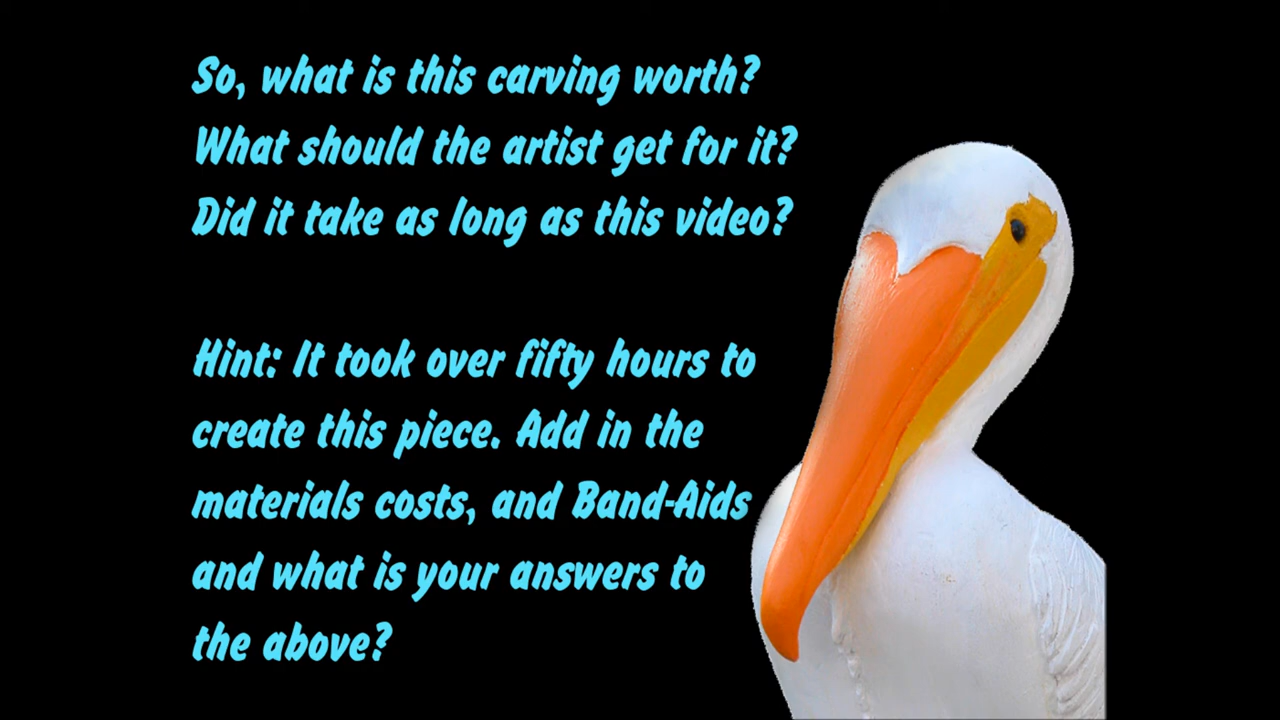 So, what is this carving worth?
What should the artist get for it?
Did it take as long as this video?
Hint: It took over fifty hours to
create this piece. Add in the
materials costs, and Band-Aids
and what is your answers to
the above?